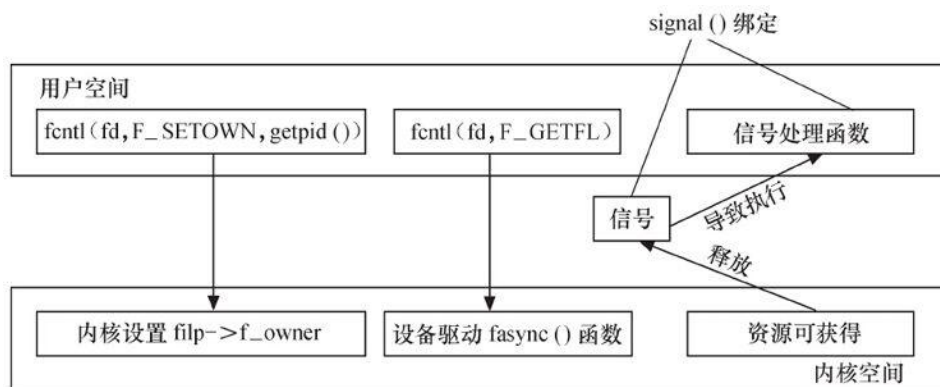 signal () 绑定
用户空间
fcntl(fd,F_SETOWN,getpid())
fcntl(fd,F_GETFL)
信号处理函数
信号
导致执行
释放
内核设置 filp->f_owner
设备驱动 fasync () 函数
资源可获得
内核空间